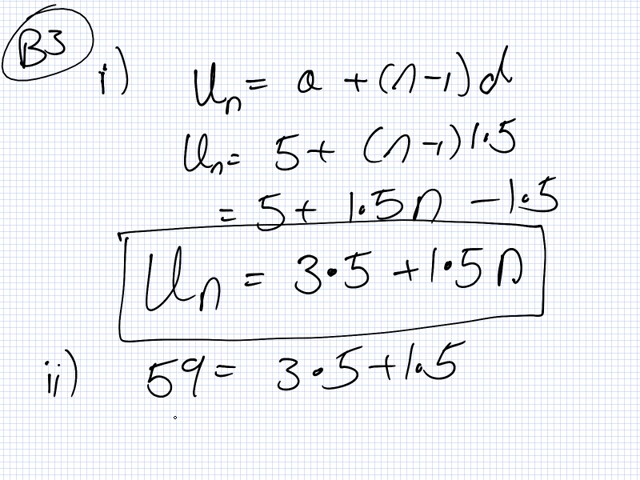 B3
i) Un = a + (n-1)d
Un = 5 + (n-1)1.5
= 5 + 1.5n - 1.5
Un = 3.5 + 1.5n
ii) 59 = 3.5 + 1.5